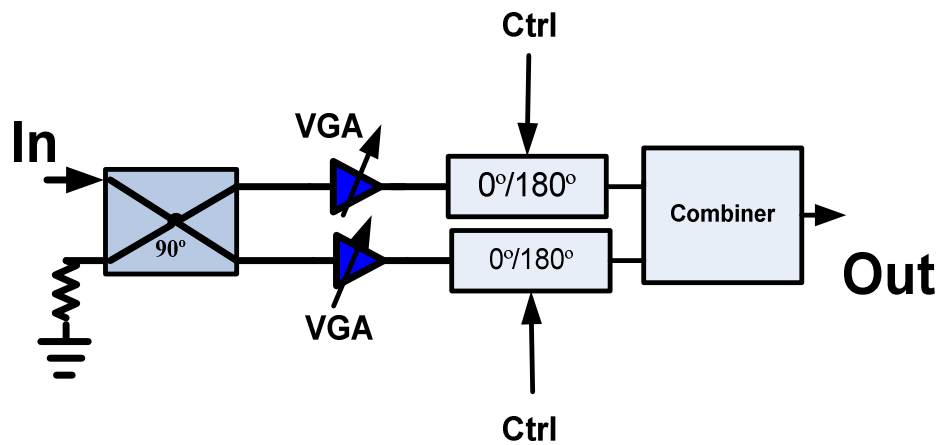 Ctrl
VGA
In
0º/180º
Combiner
90º
0º/180º
Out
VGA
Ctrl